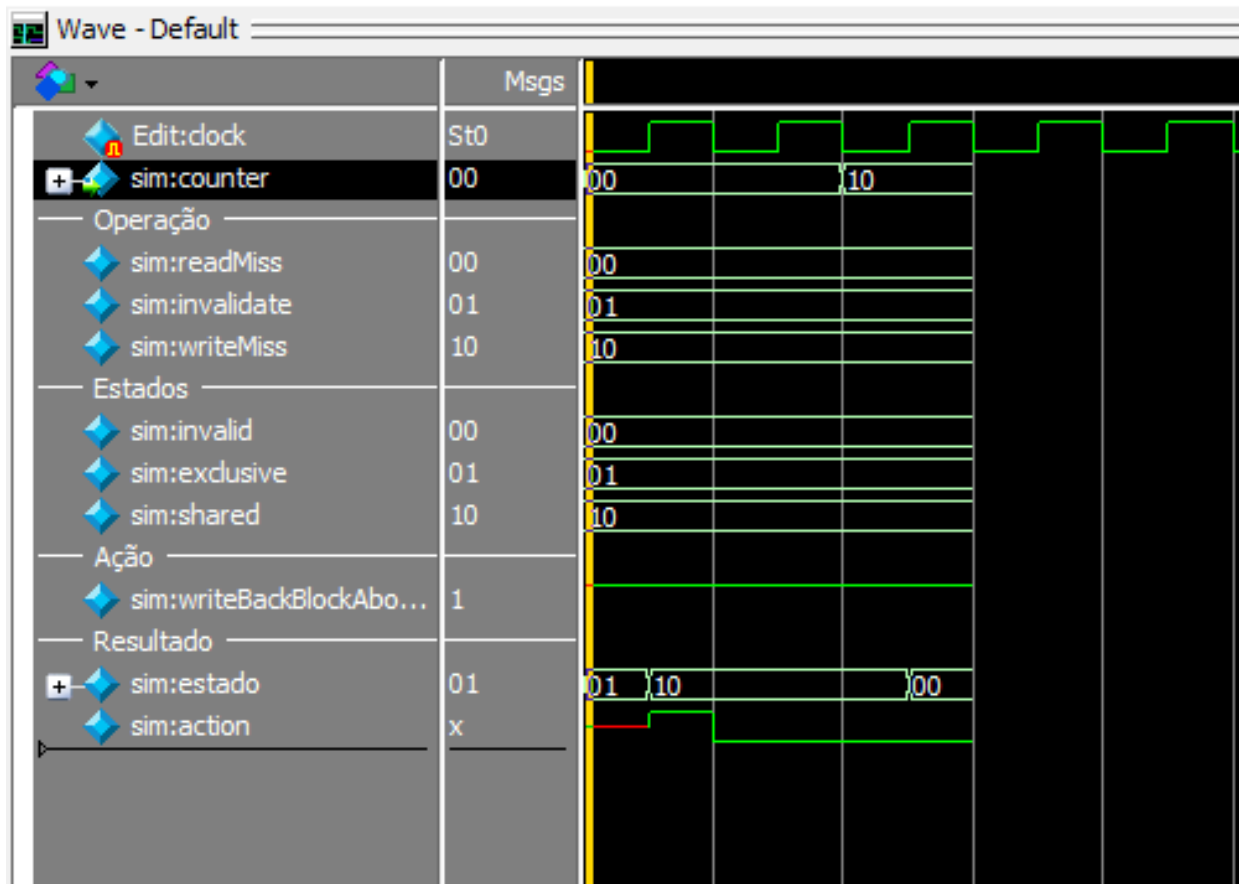 Wave - Default
Msgs
Edit:clock St0
sim:counter 00 00 10
Operação
sim:readMiss 00 00
sim:invalidate 01 01
sim:writeMiss 10 10
Estados
sim:invalid 00 00
sim:exclusive 01 01
sim:shared 10 10
Ação
sim:writeBackBlockAbo... 1
Resultado
sim:estado 01 01 10 00
sim:action x